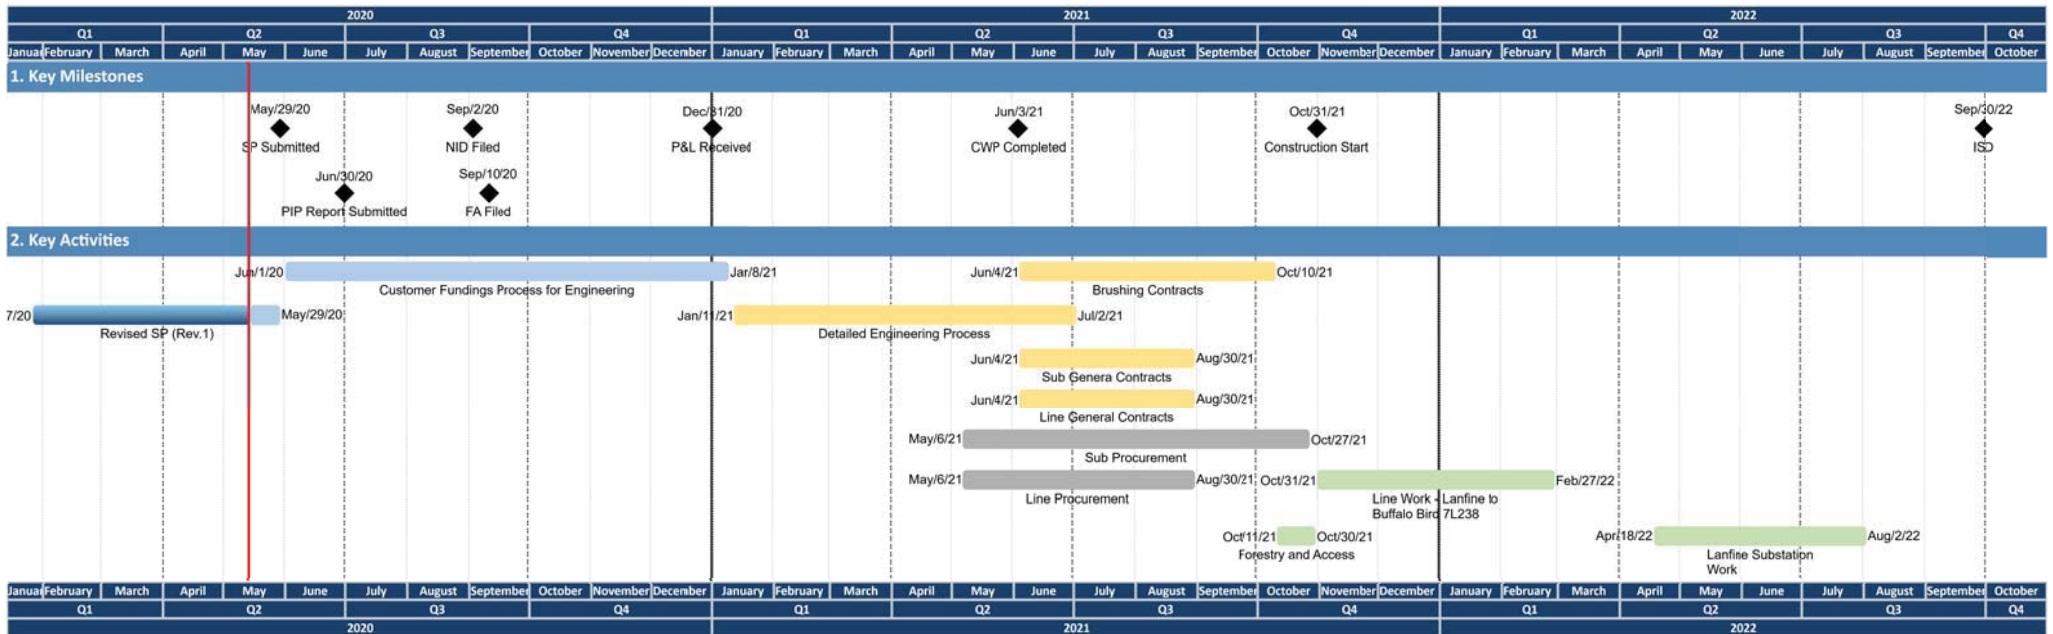 2020 2021 2022
Q1 Q2 Q3 Q4 Q1 Q2 Q3 Q4 Q1 Q2 Q3 Q4
Januar February March April May June July August September October November December January February March April May June July August September October November December January February March April May June July August September October
1. Key Milestones
May/29/20 Sep/2/20 Dec/31/20 Jun/3/21 Oct/31/21 Sep/30/22
SP Submitted NID Filed P&L Received CWP Completed Construction Start ISD
Jun/30/20 Sep/10/20
PIP Report Submitted FA Filed
2. Key Activities
Jun/1/20 Jar/8/21 Jun/4/21 Oct/10/21
Customer Fundings Process for Engineering Brushing Contracts
7/20 May/29/20 Jan/11/21 Jul/2/21
Revised SP (Rev.1) Detailed Engineering Process
Jun/4/21 Aug/30/21
Sub Genera Contracts
Jun/4/21 Aug/30/21
Line General Contracts
May/6/21 Oct/27/21
Sub Procurement
May/6/21 Aug/30/21 Oct/31/21 Feb/27/22
Line Procurement Line Work - Lanfine to
Buffalo Bird 7L238
Oct/11/21 Oct/30/21 Apr/18/22 Aug/2/22
Forestry and Access Lanfine Substation
Work
Januar February March April May June July August September October November December January February March April May June July August September October November December January February March April May June July August September October
Q1 Q2 Q3 Q4 Q1 Q2 Q3 Q4 Q1 Q2 Q3 Q4
2020 2021 2022